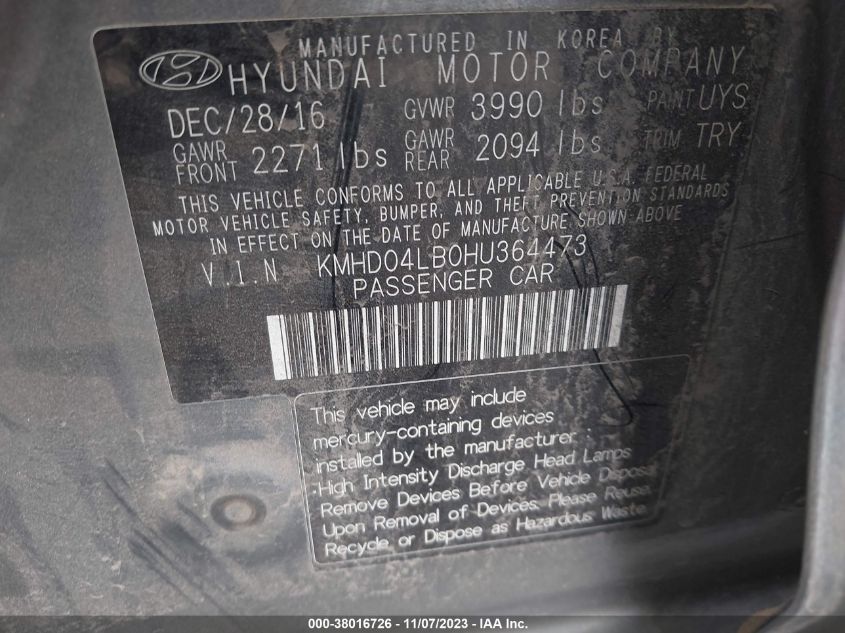 MANUFACTURED IN KOREA BY
HYUNDAI MOTOR COMPANY
DEC/28/16 GVWR 3990 lbs PAINT UYS
GAWR FRONT 2271 lbs GAWR REAR 2094 lbs TRIM TRY
THIS VEHICLE CONFORMS TO ALL APPLICABLE U.S.A. FEDERAL
MOTOR VEHICLE SAFETY, BUMPER, AND THEFT PREVENTION STANDARDS
IN EFFECT ON THE DATE OF MANUFACTURE SHOWN ABOVE
V.I.N. KMHD04LB0HU364473
PASSENGER CAR
This vehicle may include
mercury-containing devices
installed by the manufacturer :
·High Intensity Discharge Head Lamps
Remove Devices Before Vehicle Disposal
Upon Removal of Devices, Please Reuse,
Recycle, or Dispose as Hazardous Waste
000-38016726 - 11/07/2023 - IAA Inc.